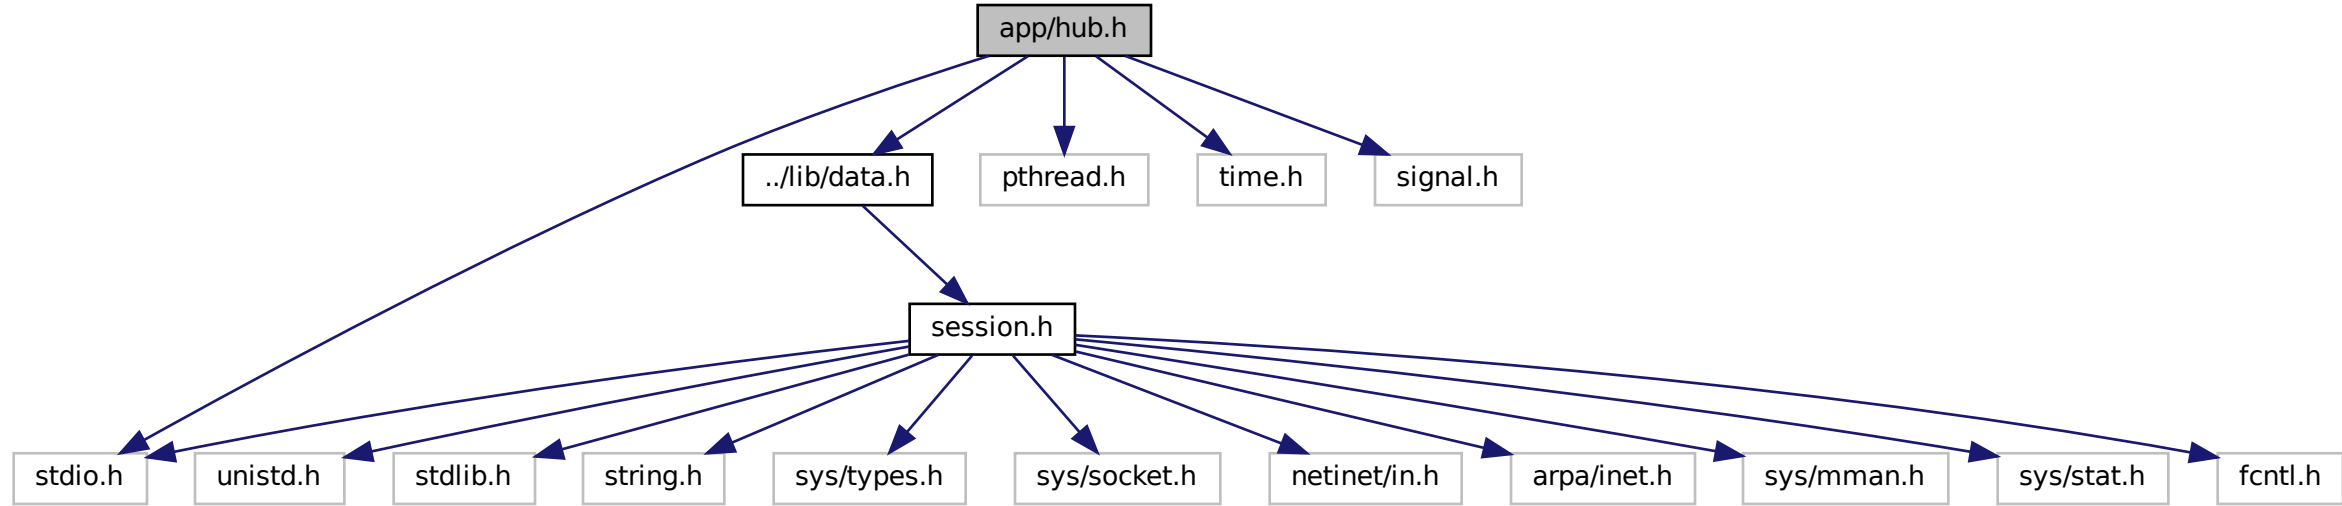 app/hub.h
../lib/data.h
pthread.h
time.h
signal.h
session.h
stdio.h
unistd.h
stdlib.h
string.h
sys/types.h
sys/socket.h
netinet/in.h
arpa/inet.h
sys/mman.h
sys/stat.h
fcntl.h